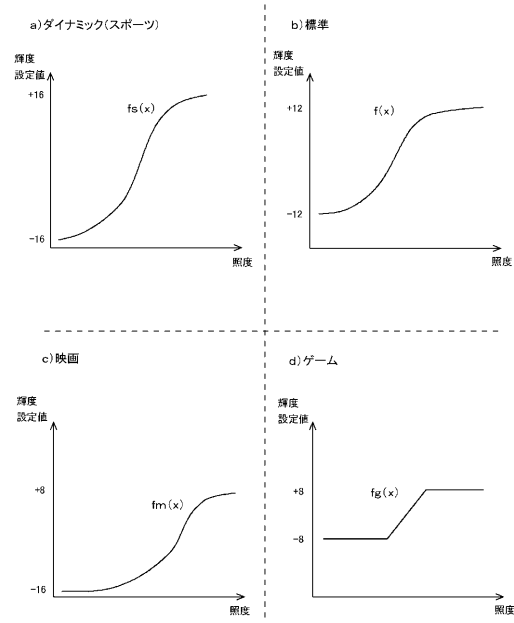 a)ダイナミック(スポーツ)
輝度
設定値
+16
fs(x)
-16
照度
b)標準
輝度
設定値
+12
f(x)
-12
照度
c)映画
輝度
設定値
+8
fm(x)
-16
照度
d)ゲーム
輝度
設定値
+8
fg(x)
-8
照度